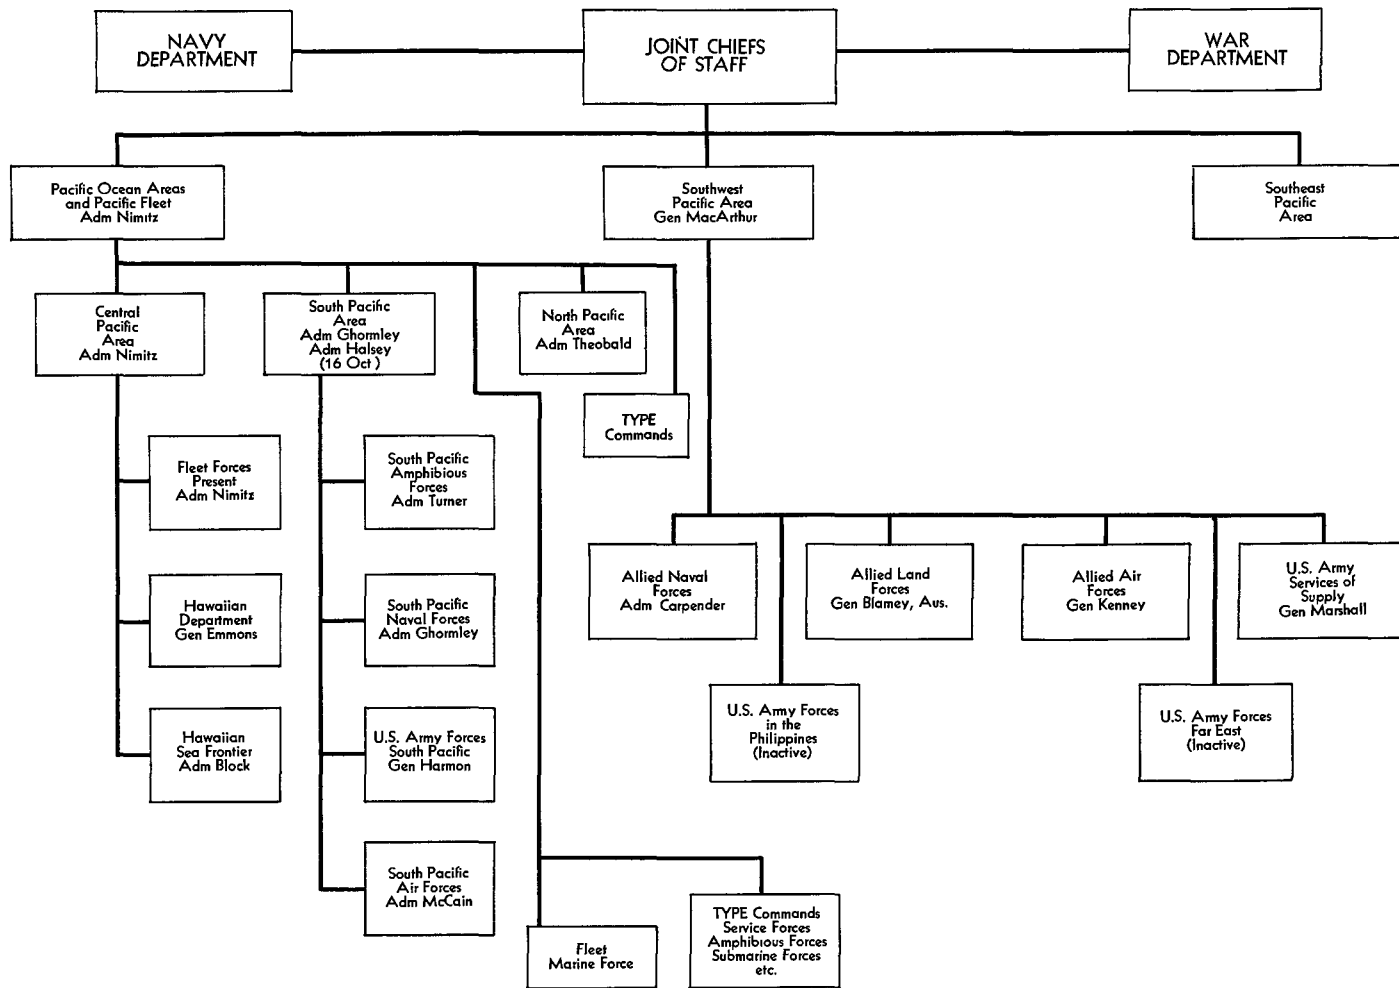 NAVY
DEPARTMENT
JOINT CHIEFS
OF STAFF
WAR
DEPARTMENT
Pacific Ocean Areas
and Pacific Fleet
Adm Nimitz
Southwest
Pacific Area
Gen MacArthur
Southeast
Pacific
Area
Central
Pacific
Area
Adm Nimitz
South Pacific
Area
Adm Ghormley
Adm Halsey
(16 Oct)
North Pacific
Area
Adm Theobald
TYPE
Commands
Fleet Forces
Present
Adm Nimitz
South Pacific
Amphibious
Forces
Adm Turner
Hawaiian
Department
Gen Emmons
South Pacific
Naval Forces
Adm Ghormley
Allied Naval
Forces
Adm Carpender
Allied Land
Forces
Gen Blamey, Aus.
Allied Air
Forces
Gen Kenney
U.S. Army
Services of
Supply
Gen Marshall
Hawaiian
Sea Frontier
Adm Block
U.S. Army Forces
South Pacific
Gen Harmon
U.S. Army Forces
in the
Philippines
(Inactive)
U.S. Army Forces
Far East
(Inactive)
South Pacific
Air Forces
Adm McCain
Fleet
Marine Force
TYPE Commands
Service Forces
Amphibious Forces
Submarine Forces
etc.